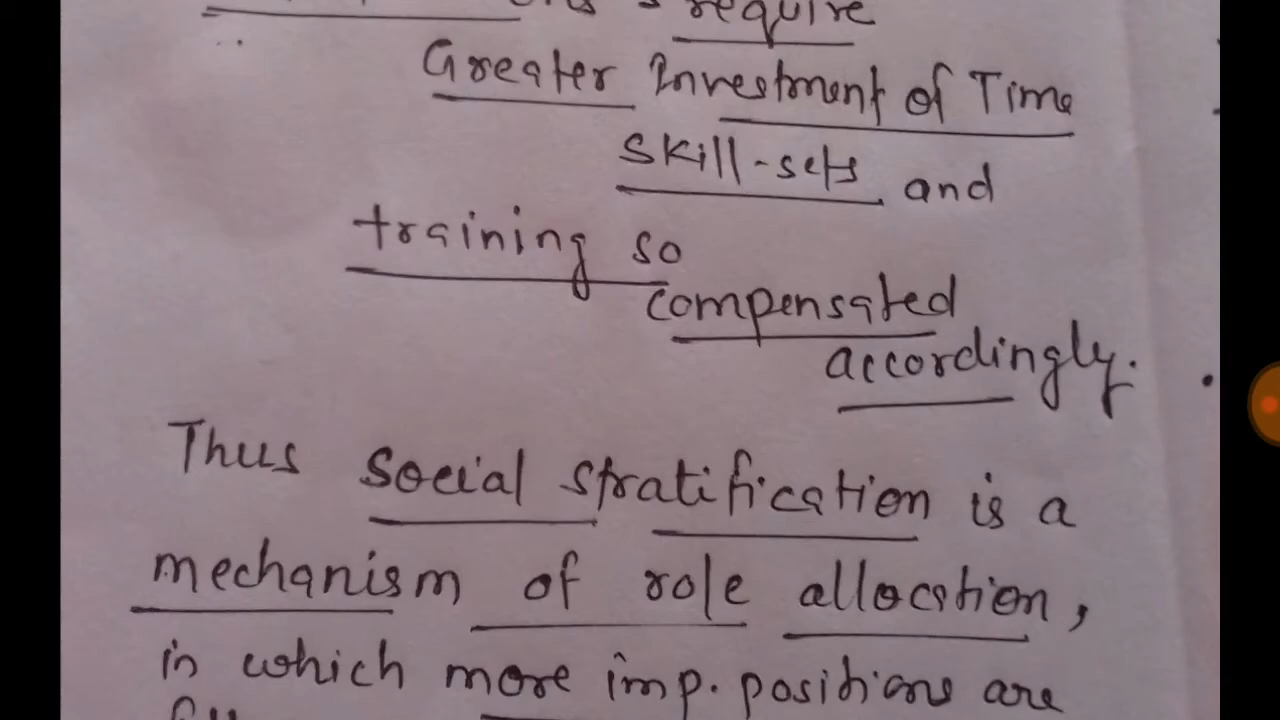 require
Greater Investment of Time
skill-sets and
training so
compensated
accordingly.
Thus social stratification is a
mechanism of role allocation,
in which more imp. positions are